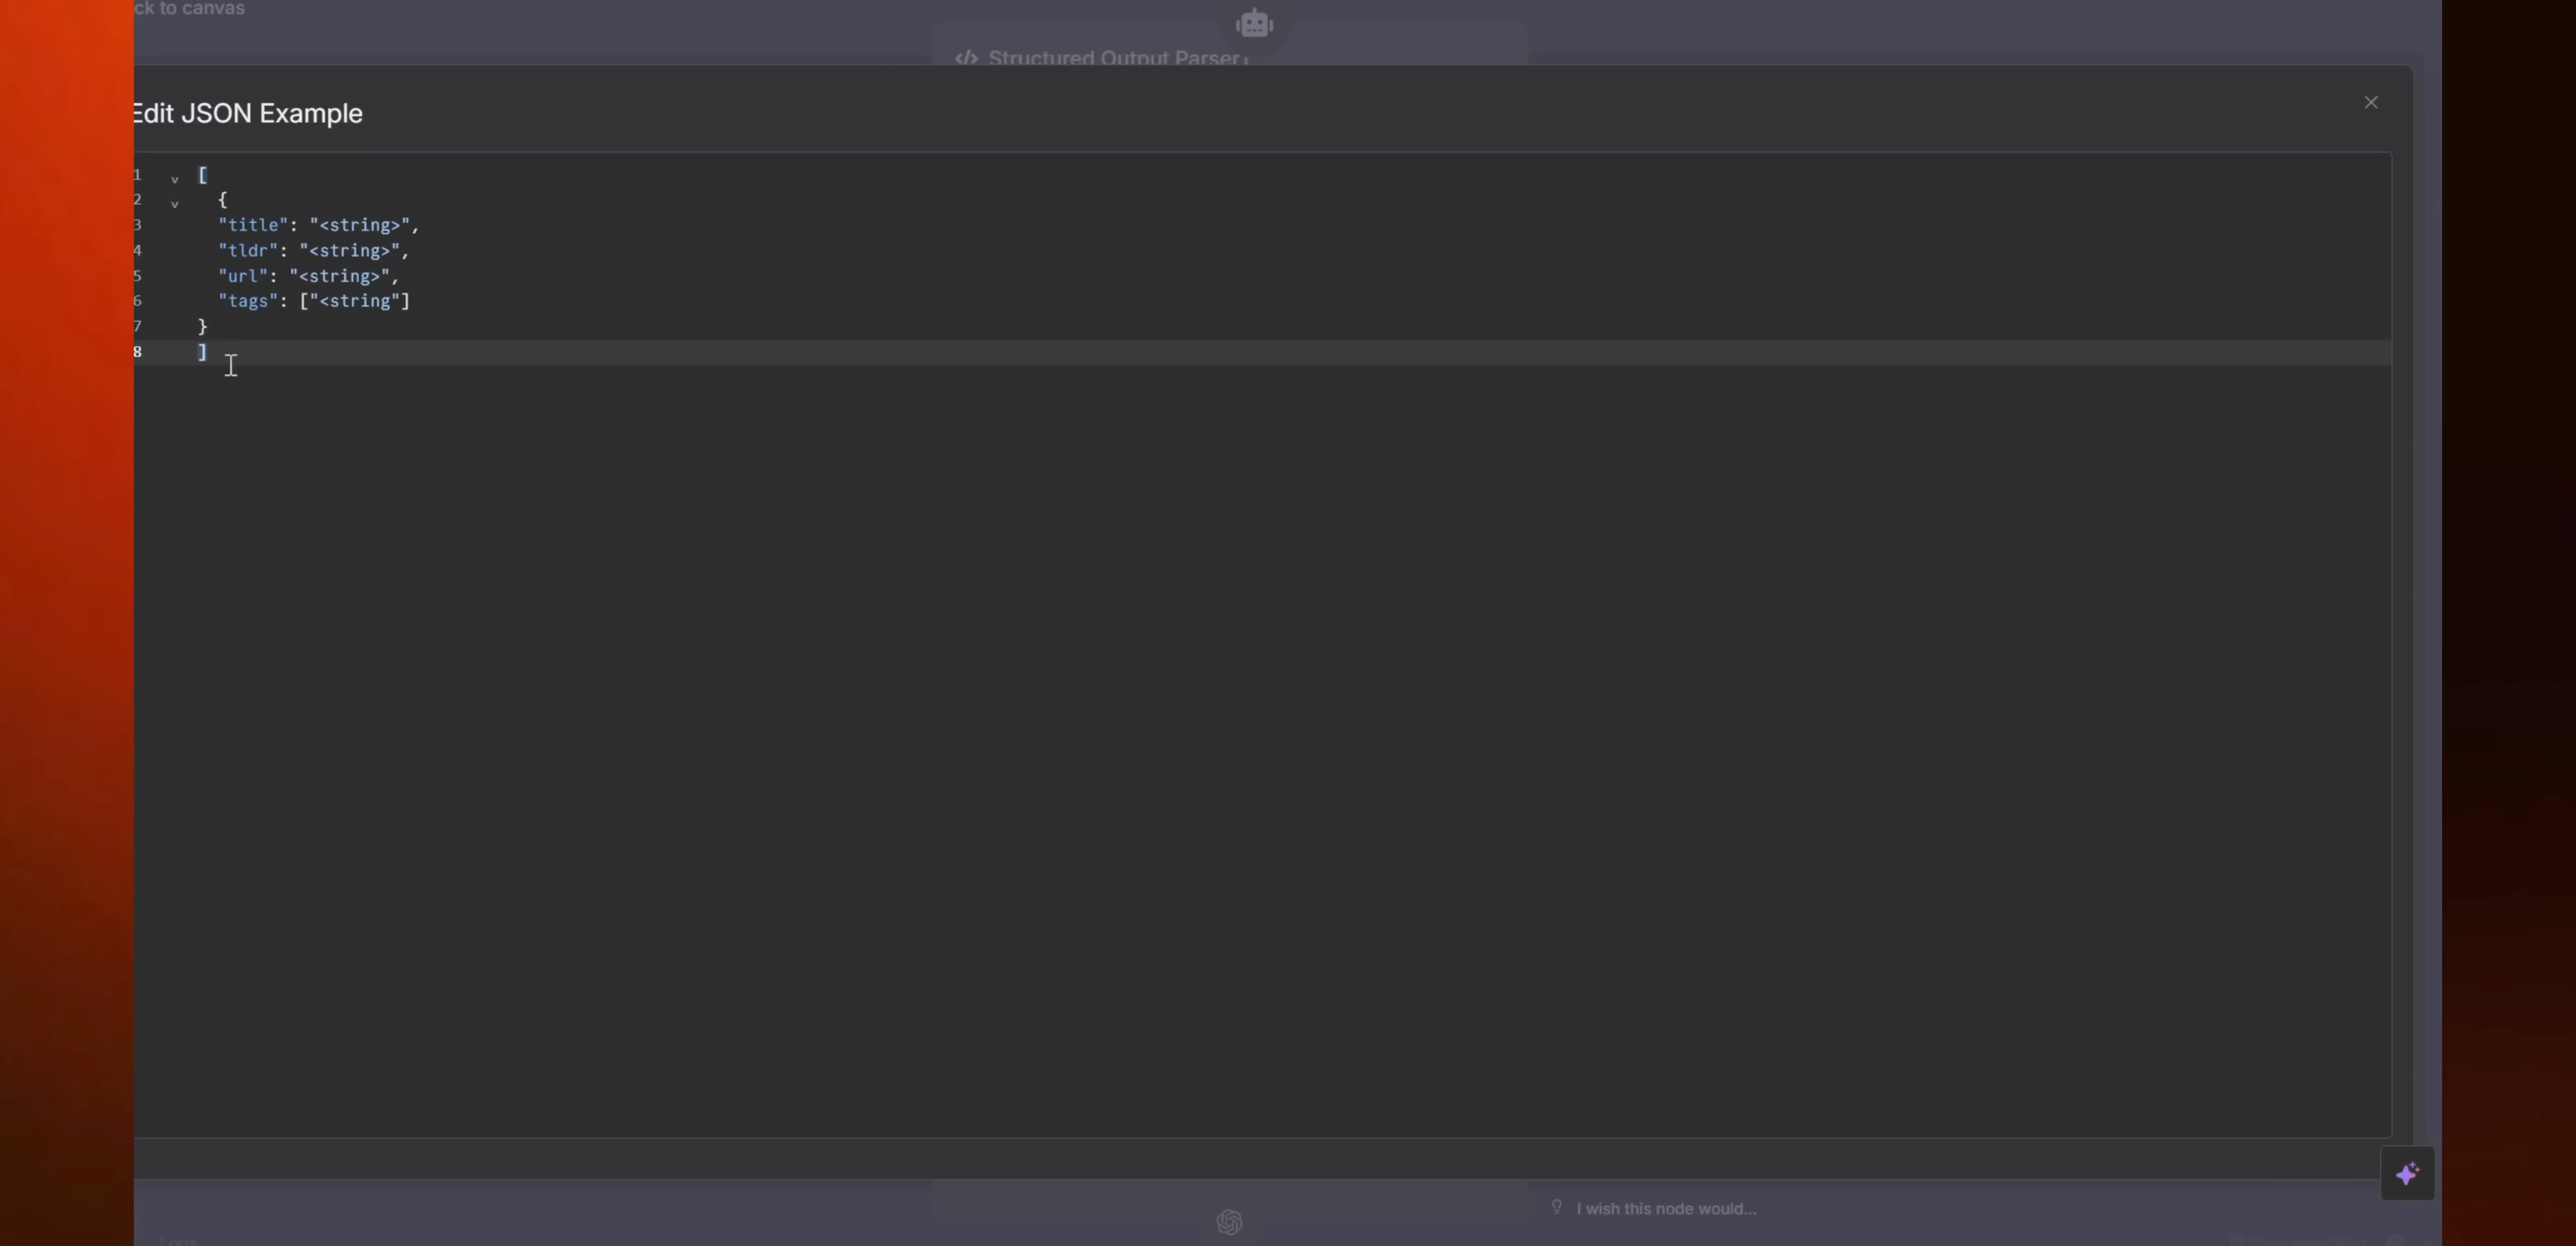 ck to canvas
</> Structured Output Parser
Edit JSON Example
1 [
2 {
3 "title": "<string>",
4 "tldr": "<string>",
5 "url": "<string>",
6 "tags": ["<string"]
7 }
8 ]
I wish this node would...